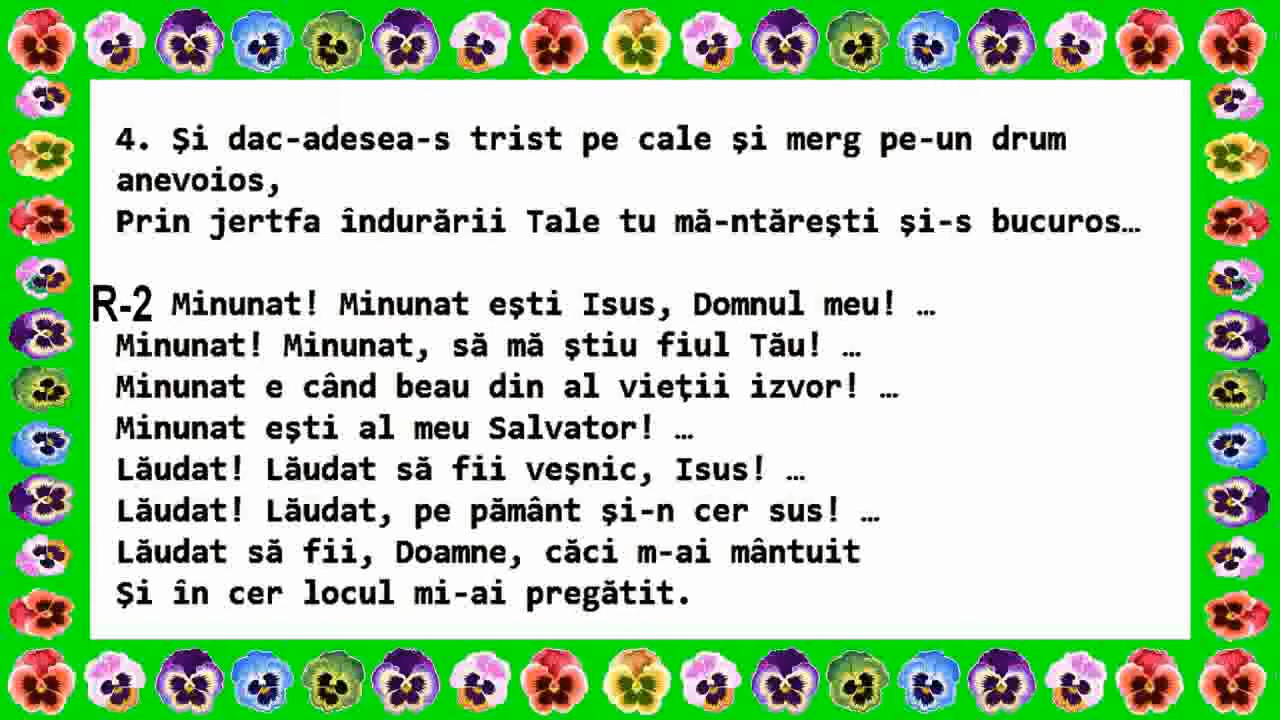 4. Și dac-adesea-s trist pe cale și merg pe-un drum
anevoios,
Prin jertfa îndurării Tale tu mă-ntărești și-s bucuros…
R-2 Minunat! Minunat ești Isus, Domnul meu! …
Minunat! Minunat, să mă știu fiul Tău! …
Minunat e când beau din al vieții izvor! …
Minunat ești al meu Salvator! …
Lăudat! Lăudat să fii veșnic, Isus! …
Lăudat! Lăudat, pe pământ și-n cer sus! …
Lăudat să fii, Doamne, căci m-ai mântuit
Și în cer locul mi-ai pregătit.